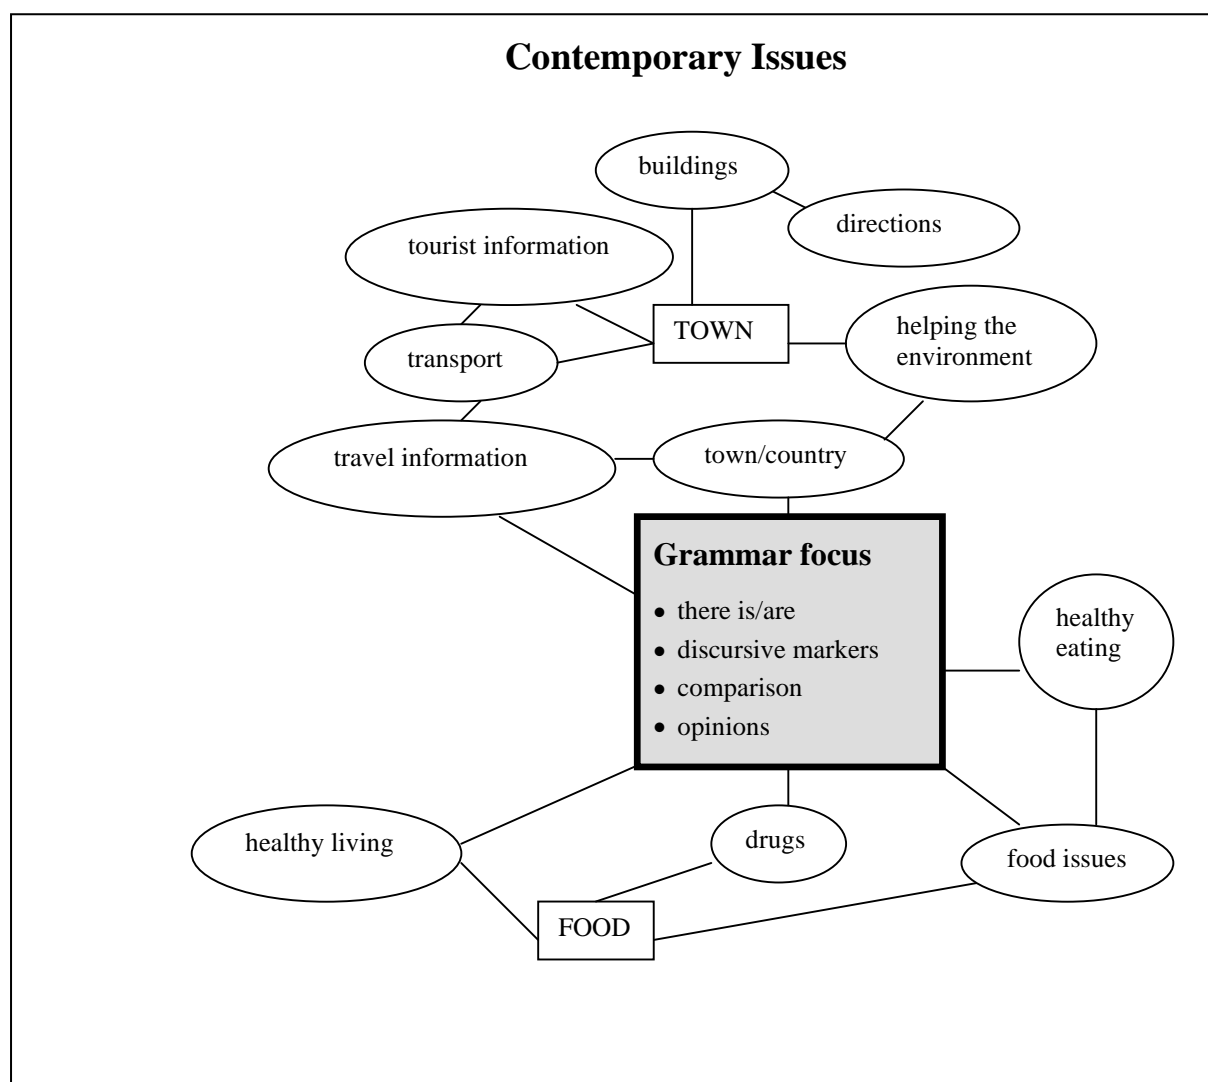 Contemporary Issues
buildings
directions
tourist information
TOWN
helping the
environment
transport
travel information
town/country
Grammar focus
• there is/are
• discursive markers
• comparison
• opinions
healthy
eating
healthy living
drugs
food issues
FOOD